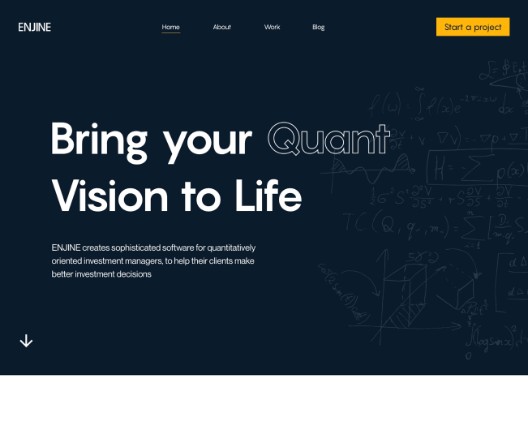 ENJINE
Home
About
Work
Blog
Start a project
Bring your Quant
Vision to Life
ENJINE creates sophisticated software for quantitatively
oriented investment managers, to help their clients make
better investment decisions